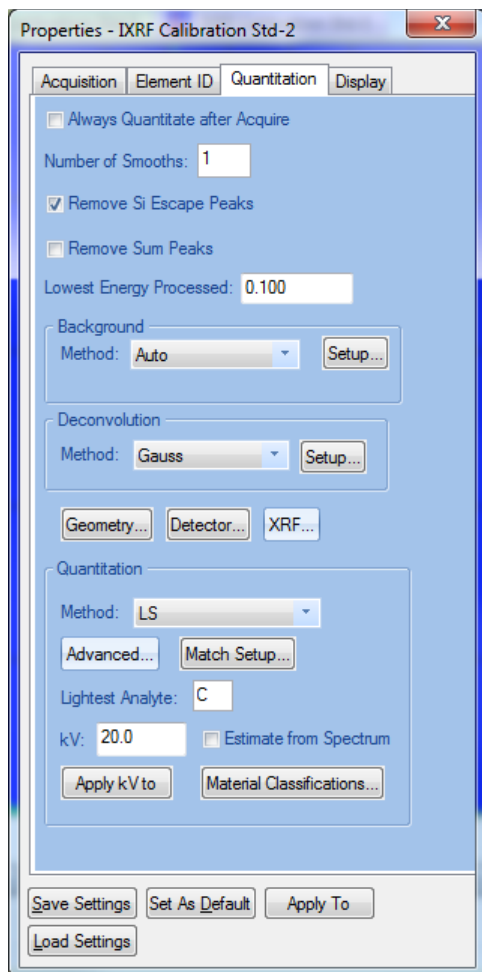 Properties - IXRF Calibration Std-2
Acquisition Element ID Quantitation Display
Always Quantitate after Acquire
Number of Smooths: 1
Remove Si Escape Peaks
Remove Sum Peaks
Lowest Energy Processed: 0.100
Background
Method: Auto Setup...
Deconvolution
Method: Gauss Setup...
Geometry... Detector... XRF...
Quantitation
Method: LS
Advanced... Match Setup...
Lightest Analyte: C
kV: 20.0 Estimate from Spectrum
Apply kV to Material Classifications...
Save Settings Set As Default Apply To
Load Settings